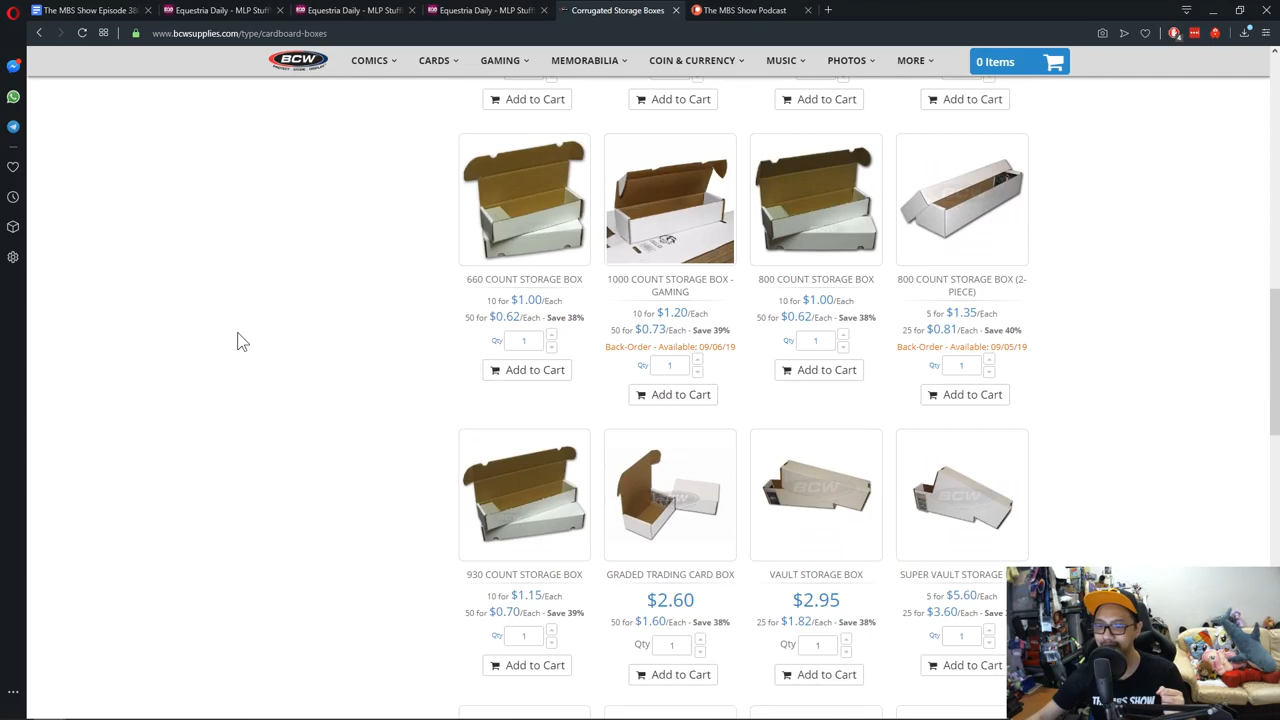 The MBS Show Episode 38
Equestria Daily - MLP Stuff!
Equestria Daily - MLP Stuff!
Equestria Daily - MLP Stuff!
Corrugated Storage Boxes
The MBS Show Podcast
www.bcwsupplies.com/type/cardboard-boxes
BCW
COMICS
CARDS
GAMING
MEMORABILIA
COIN & CURRENCY
MUSIC
PHOTOS
MORE
0 Items
Add to Cart
Add to Cart
Add to Cart
Add to Cart
660 COUNT STORAGE BOX
10 for $1.00/Each
50 for $0.62/Each - Save 38%
Qty 1
Add to Cart
1000 COUNT STORAGE BOX -
GAMING
10 for $1.20/Each
50 for $0.73/Each - Save 39%
Back-Order - Available: 09/06/19
Qty 1
Add to Cart
800 COUNT STORAGE BOX
10 for $1.00/Each
50 for $0.62/Each - Save 38%
Qty 1
Add to Cart
800 COUNT STORAGE BOX (2-
PIECE)
5 for $1.35/Each
25 for $0.81/Each - Save 40%
Back-Order - Available: 09/05/19
Qty 1
Add to Cart
930 COUNT STORAGE BOX
10 for $1.15/Each
50 for $0.70/Each - Save 39%
Qty 1
Add to Cart
BCW
GRADED TRADING CARD BOX
$2.60
50 for $1.60/Each - Save 38%
Qty 1
Add to Cart
BCW
VAULT STORAGE BOX
$2.95
25 for $1.82/Each - Save 38%
Qty 1
Add to Cart
BCW
SUPER VAULT STORAGE
5 for $5.60/Each
25 for $3.60/Each - Save
Qty 1
Add to Cart
THE MBS SHOW